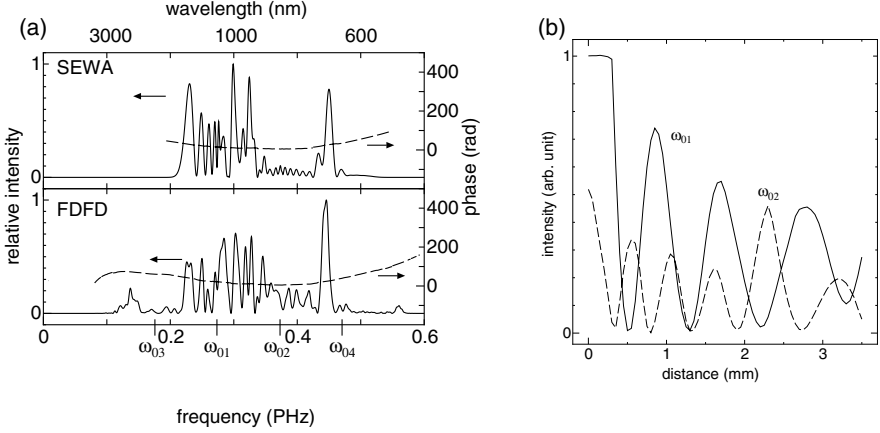 wavelength (nm)
(a)
3000 1000 600
SEWA
FDFD
1
0
1
0
relative intensity
400
200
0
400
200
0
phase (rad)
0 0.2 0.4 0.6
ω03 ω01 ω02 ω04
frequency (PHz)
(b)
1
0
intensity (arb. unit)
ω01
ω02
0 1 2 3
distance (mm)